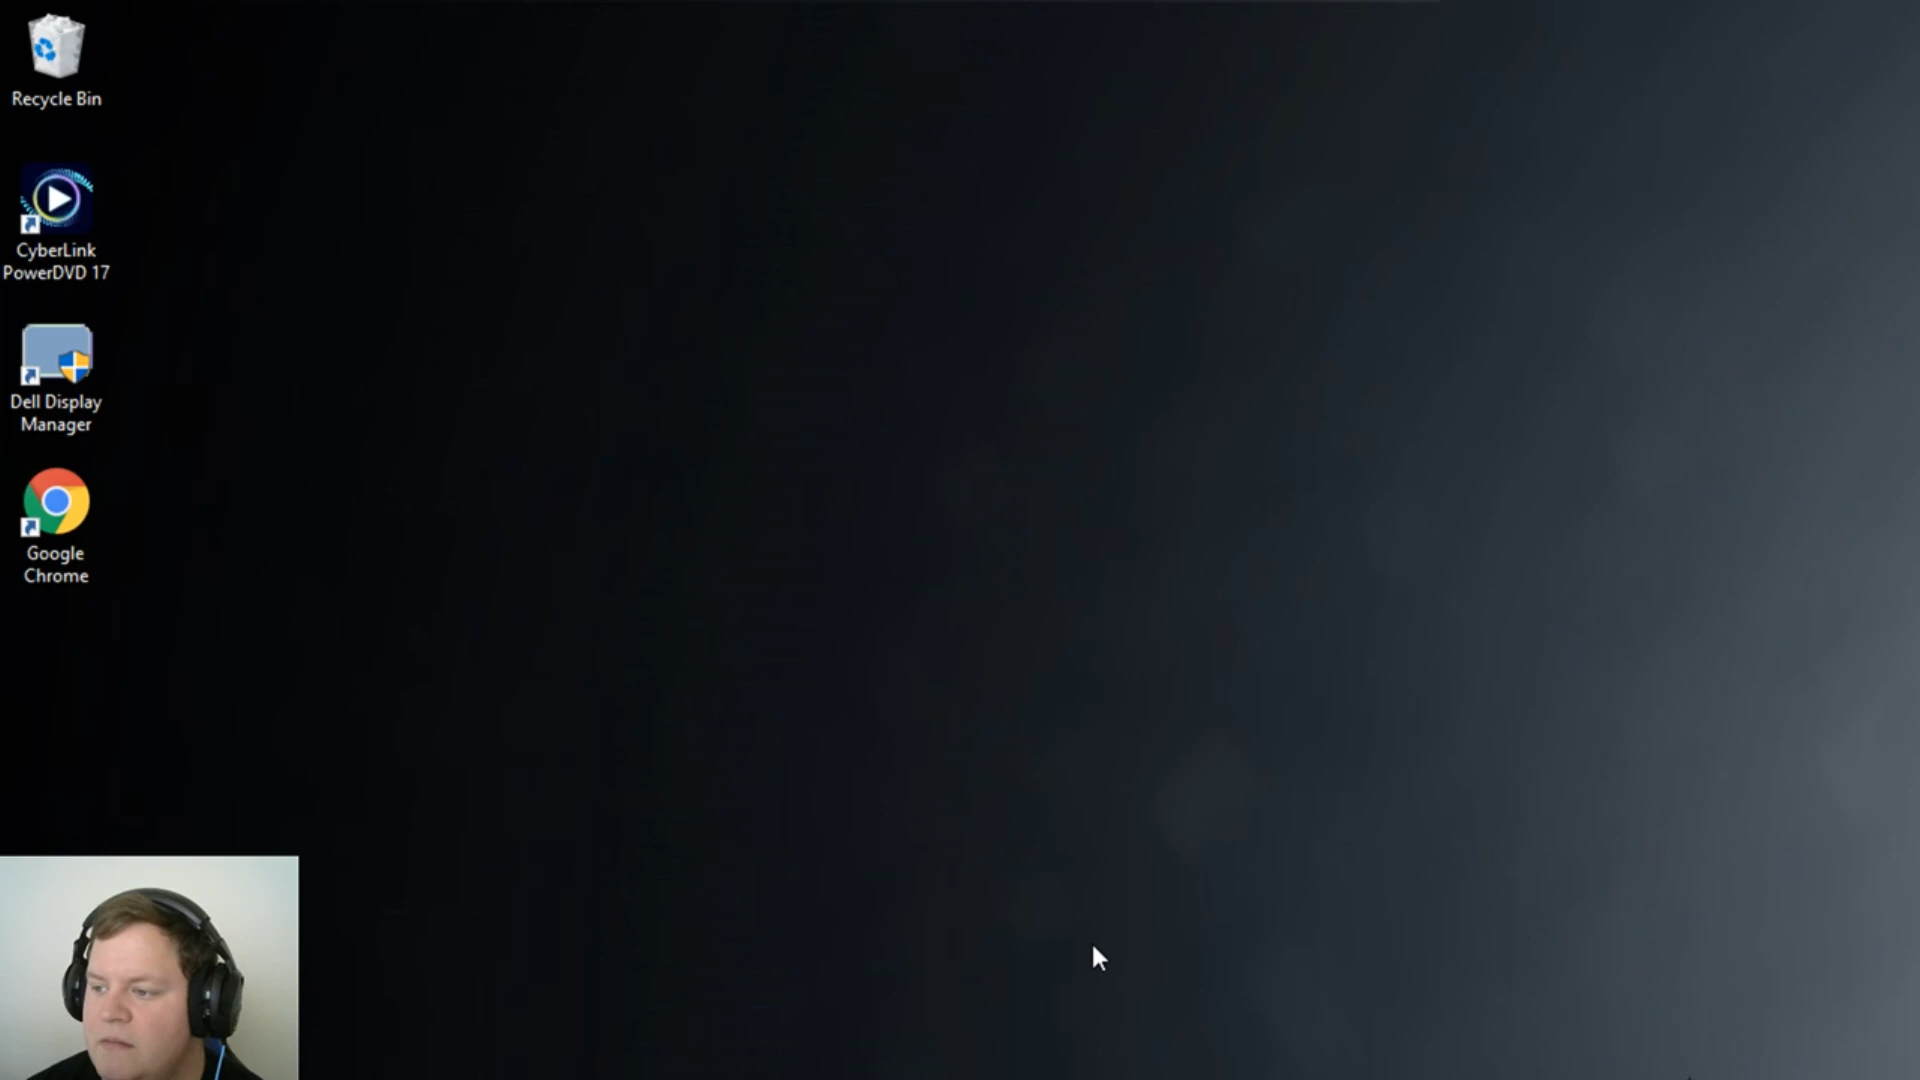 Recycle Bin
CyberLink
PowerDVD 17
Dell Display
Manager
Google
Chrome